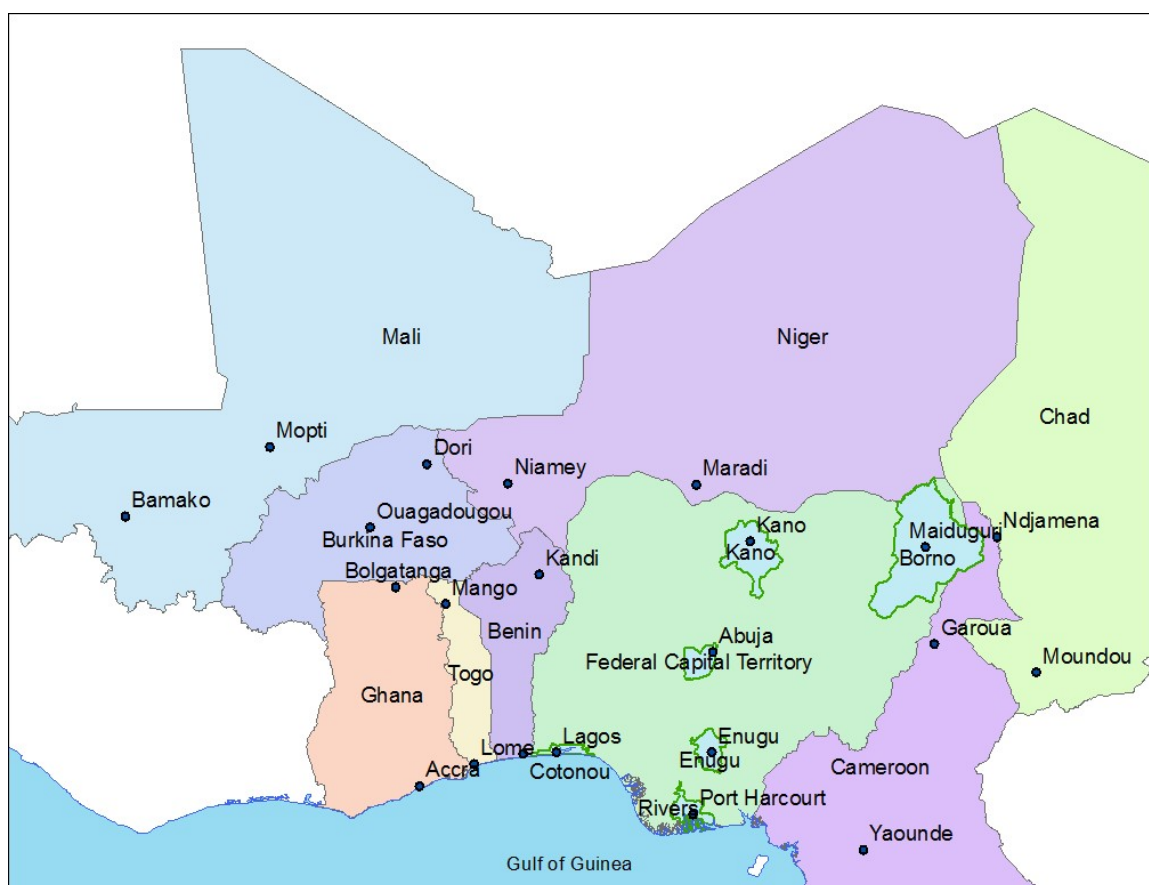 Mali
Niger
Chad
Mopti
Dori
Niamey
Maradi
Bamako
Ouagadougou
Burkina Faso
Kano
Kano
Maiduguri
Borno
Ndjamena
Bolgatanga
Mango
Kandi
Benin
Garoua
Abuja
Federal Capital Territory
Moundou
Togo
Ghana
Lome
Lagos
Cotonou
Enugu
Enugu
Cameroon
Accra
Rivers
Port Harcourt
Yaounde
Gulf of Guinea